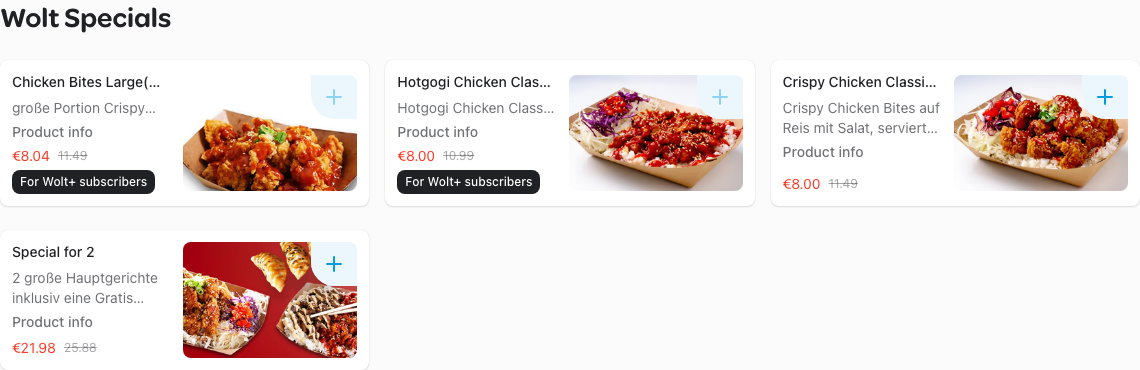 Wolt Specials
Chicken Bites Large(...
große Portion Crispy...
Product info
€8.04 11.49
For Wolt+ subscribers
Hotgogi Chicken Clas...
Hotgogi Chicken Class...
Product info
€8.00 10.99
For Wolt+ subscribers
Crispy Chicken Classi...
Crispy Chicken Bites auf
Reis mit Salat, serviert...
Product info
€8.00 11.49
Special for 2
2 große Hauptgerichte
inklusiv eine Gratis...
Product info
€21.98 25.88